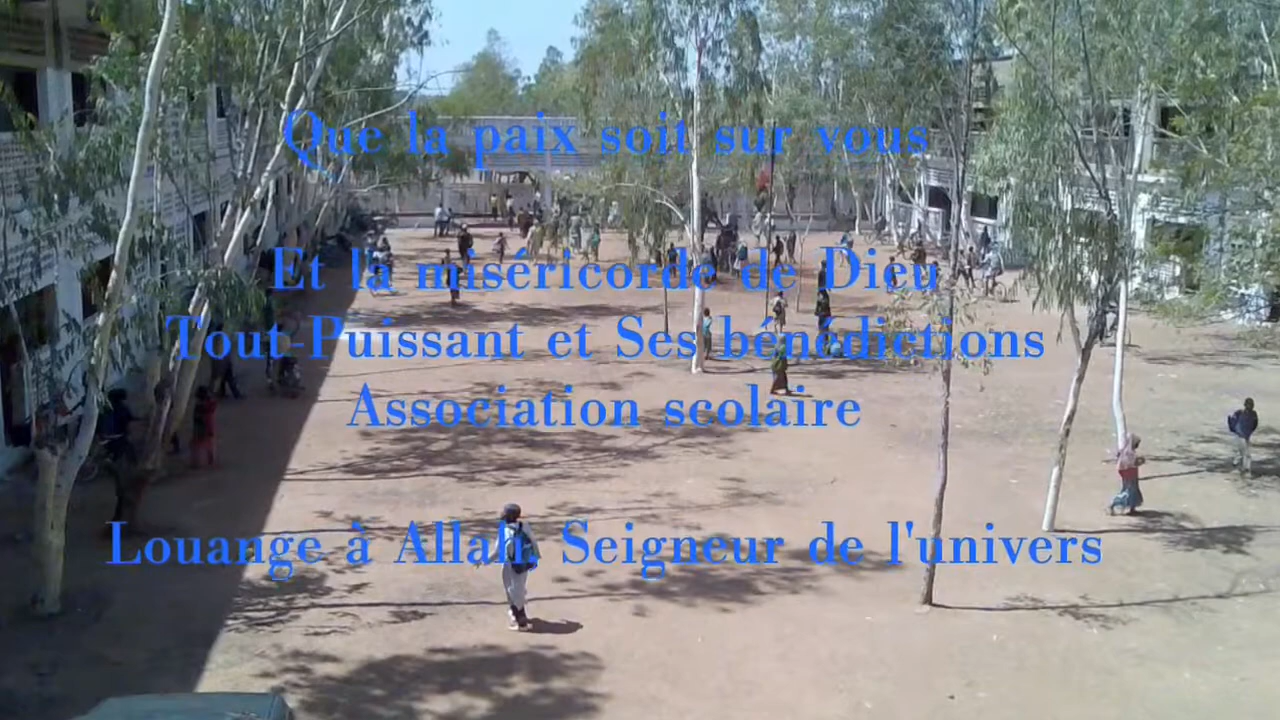 Que la paix soit sur vous
Et la miséricorde de Dieu
Tout-Puissant et Ses bénédictions
Association scolaire
Louange à Allah Seigneur de l'univers